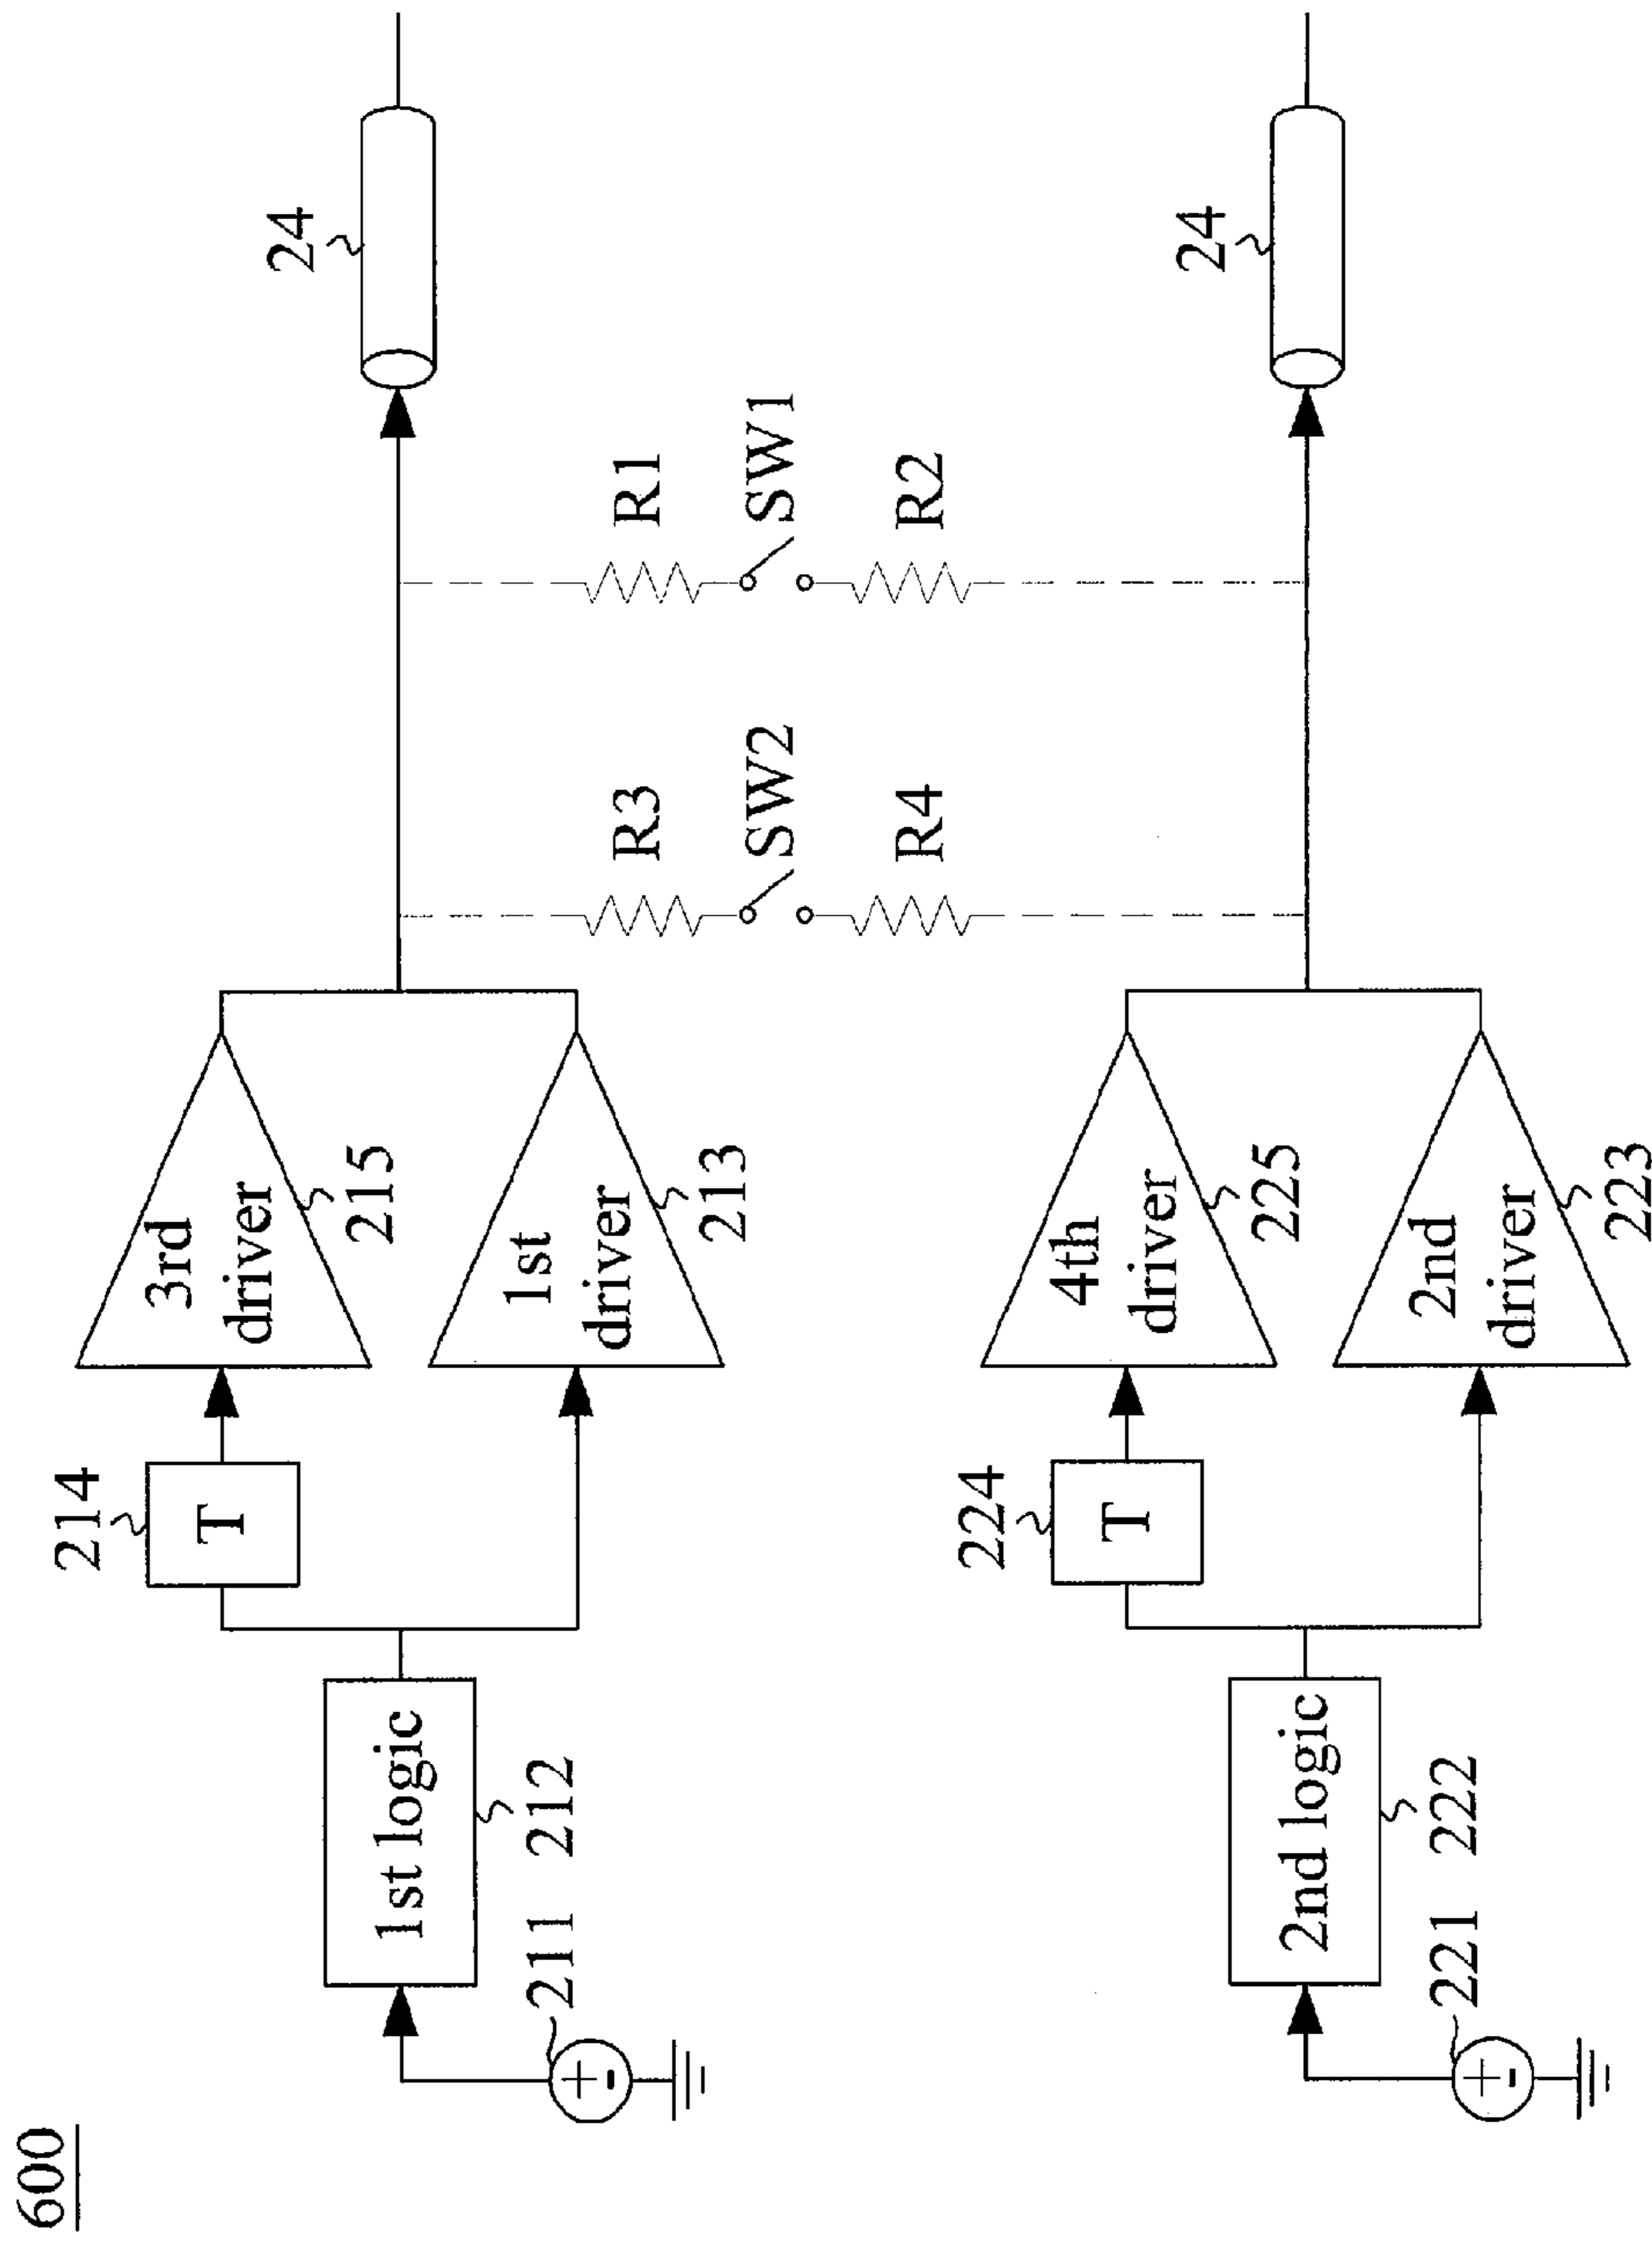 600
211
1st logic
212
214
T
3rd
driver
215
1st
driver
213
R3
SW2
R4
R1
SW1
R2
24
221
2nd logic
222
224
T
4th
driver
225
2nd
driver
223
24